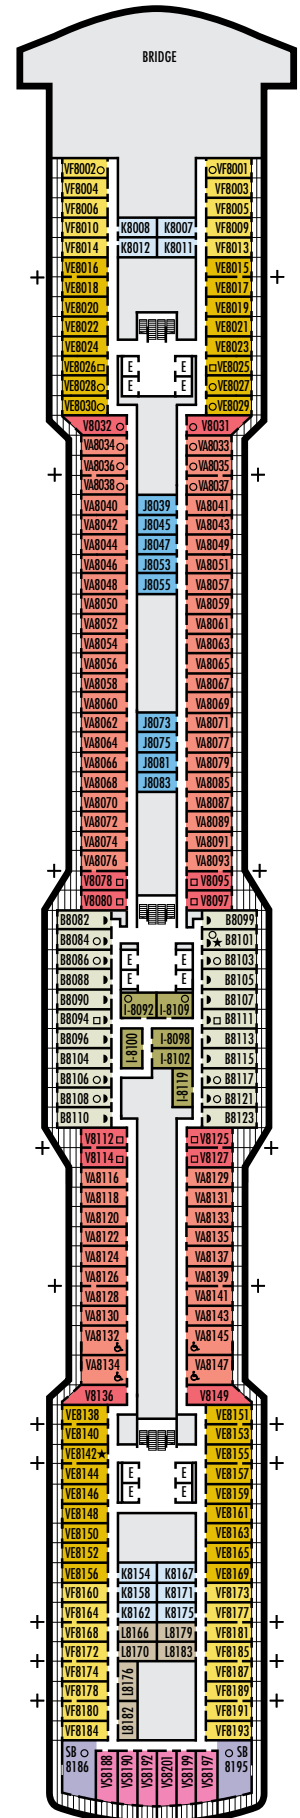 BRIDGE
VF8002 VF8001
VF8004 VF8003
VF8006 VF8005
VF8010 K8008 K8007 VF8009
VF8014 K8012 K8011 VF8013
VE8016 VE8015
VE8018 VE8017
VE8020 VE8019
VE8022 VE8021
VE8024 VE8023
VE8026 E E VE8025
VE8028 E E VE8027
VE8030 VE8029
V8032 V8031
VA8034 VA8033
VA8036 VA8035
VA8038 VA8037
VA8040 J8039 VA8041
VA8042 J8045 VA8043
VA8044 J8047 VA8049
VA8046 J8053 VA8051
VA8048 J8055 VA8057
VA8050 VA8059
VA8052 VA8061
VA8054 VA8063
VA8056 VA8065
VA8058 VA8067
VA8060 VA8069
VA8062 J8073 VA8071
VA8064 J8075 VA8077
VA8066 J8081 VA8079
VA8068 J8083 VA8085
VA8070 VA8087
VA8072 VA8089
VA8074 VA8091
VA8076 VA8093
V8078 V8095
V8080 V8097
B8082 B8099
B8084 B8101
B8086 E E B8103
B8088 E E B8105
B8090 B8107
B8094 I-8092 I-8109 B8111
B8096 I-8100 I-8098 B8113
B8104 I-8102 B8115
B8106 I-8119 B8117
B8108 B8121
B8110 B8123
V8112 V8125
V8114 V8127
VA8116 VA8129
VA8118 VA8131
VA8120 VA8133
VA8122 VA8135
VA8124 VA8137
VA8126 VA8139
VA8128 VA8141
VA8130 VA8143
VA8132 VA8145
VA8134 VA8147
V8136 V8149
VE8138 VE8151
VE8140 VE8153
VE8142 VE8155
VE8144 E E VE8157
VE8146 E E VE8159
VE8148 VE8161
VE8150 VE8163
VE8152 VE8165
VE8156 K8154 K8167 VE8169
VF8160 K8158 K8171 VF8173
VF8164 K8162 K8175 VF8177
VF8168 L8166 L8179 VF8181
VF8172 L8170 L8183 VF8185
VF8174 L8176 VF8187
VF8178 VF8189
VF8180 L8182 VF8191
VF8184 VF8193
SB SB
8186 VS8188 VS8190 VS8192 VS8201 VS8199 VS8197 8195